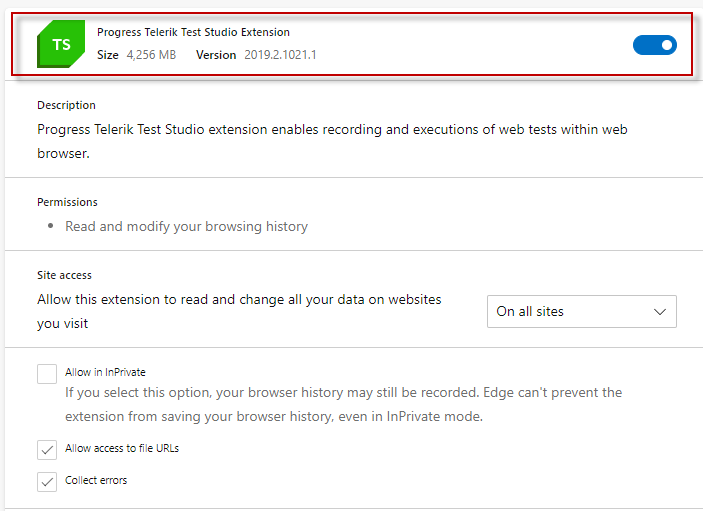 TS
Progress Telerik Test Studio Extension
Size 4,256 MB Version 2019.2.1021.1
Description
Progress Telerik Test Studio extension enables recording and executions of web tests within web
browser.
Permissions
• Read and modify your browsing history
Site access
Allow this extension to read and change all your data on websites
you visit
On all sites
Allow in InPrivate
If you select this option, your browser history may still be recorded. Edge can't prevent the
extension from saving your browser history, even in InPrivate mode.
Allow access to file URLs
Collect errors